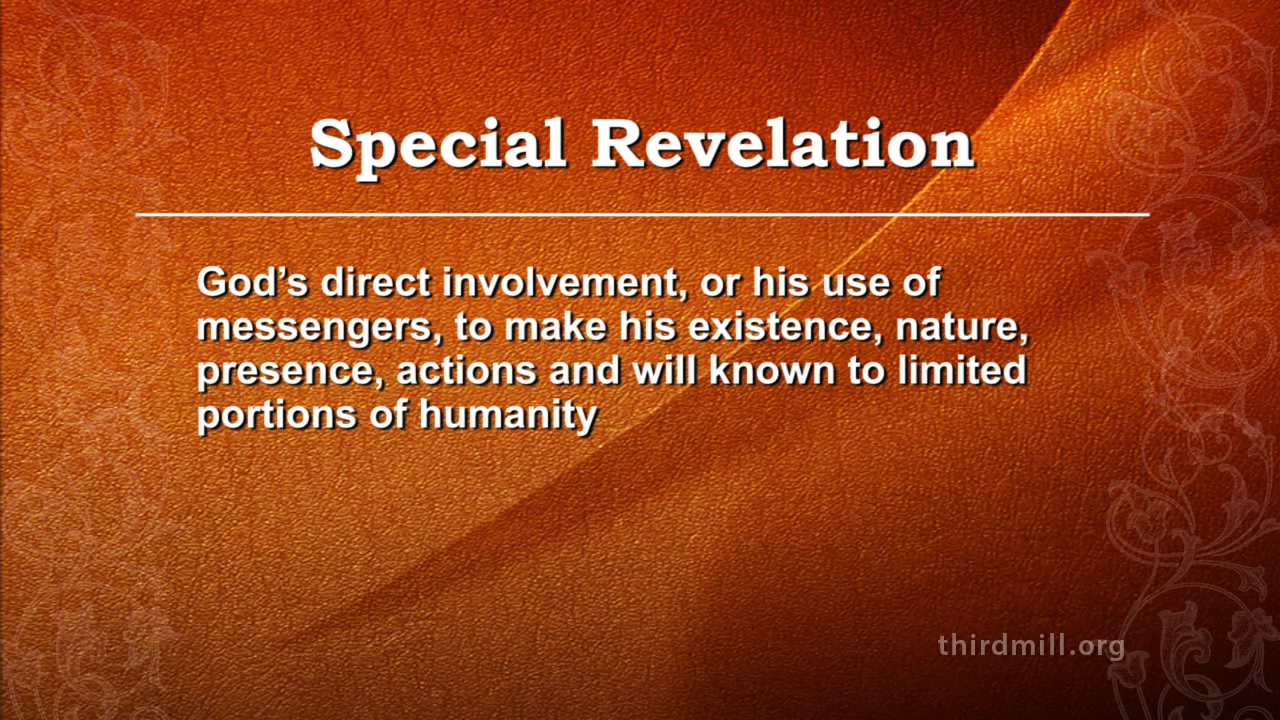 Special Revelation
God’s direct involvement, or his use of
messengers, to make his existence, nature,
presence, actions and will known to limited
portions of humanity
thirdmill.org